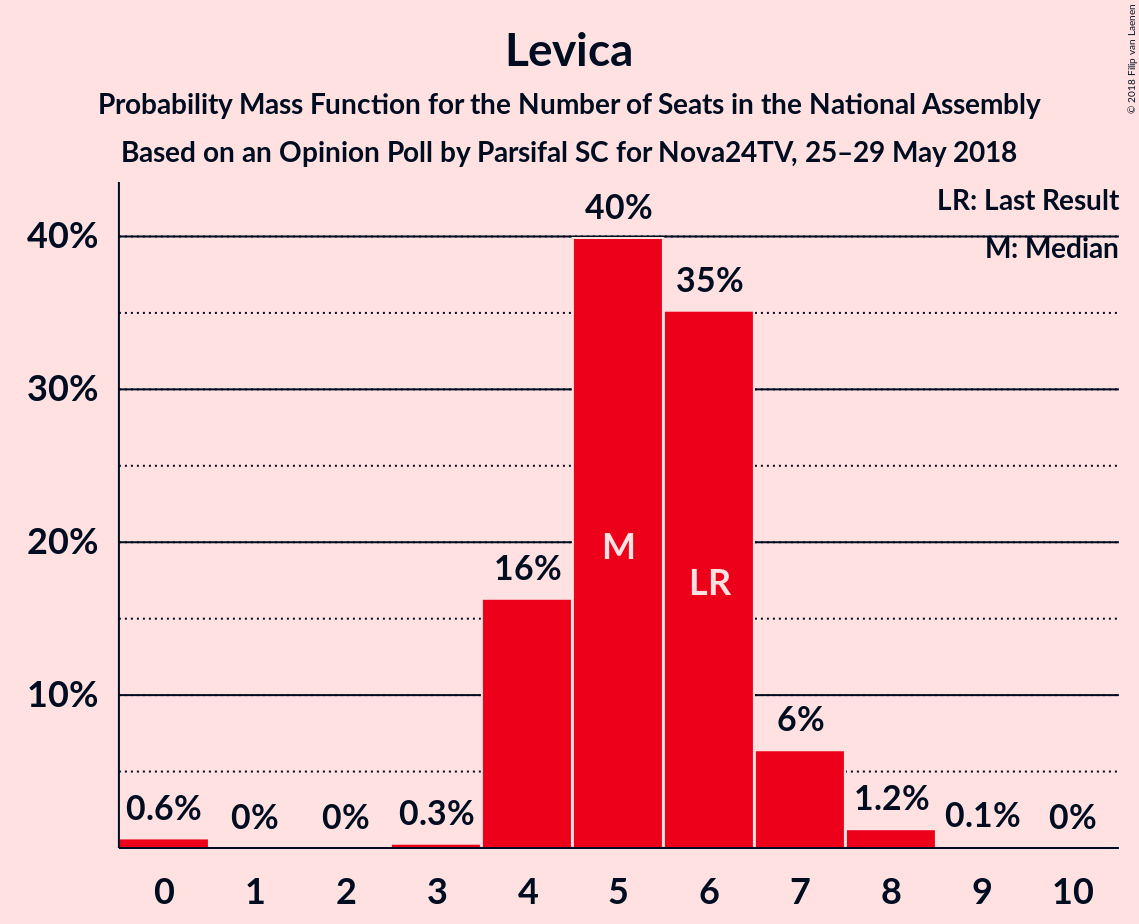 Levica
Probability Mass Function for the Number of Seats in the National Assembly
Based on an Opinion Poll by Parsifal SC for Nova24TV, 25–29 May 2018
© 2018 Filip van Laenen
LR: Last Result
M: Median
40%
30%
20%
10%
0.6%
0%
0%
0.3%
16%
40%
35%
6%
1.2%
0.1%
0%
M
LR
0 1 2 3 4 5 6 7 8 9 10